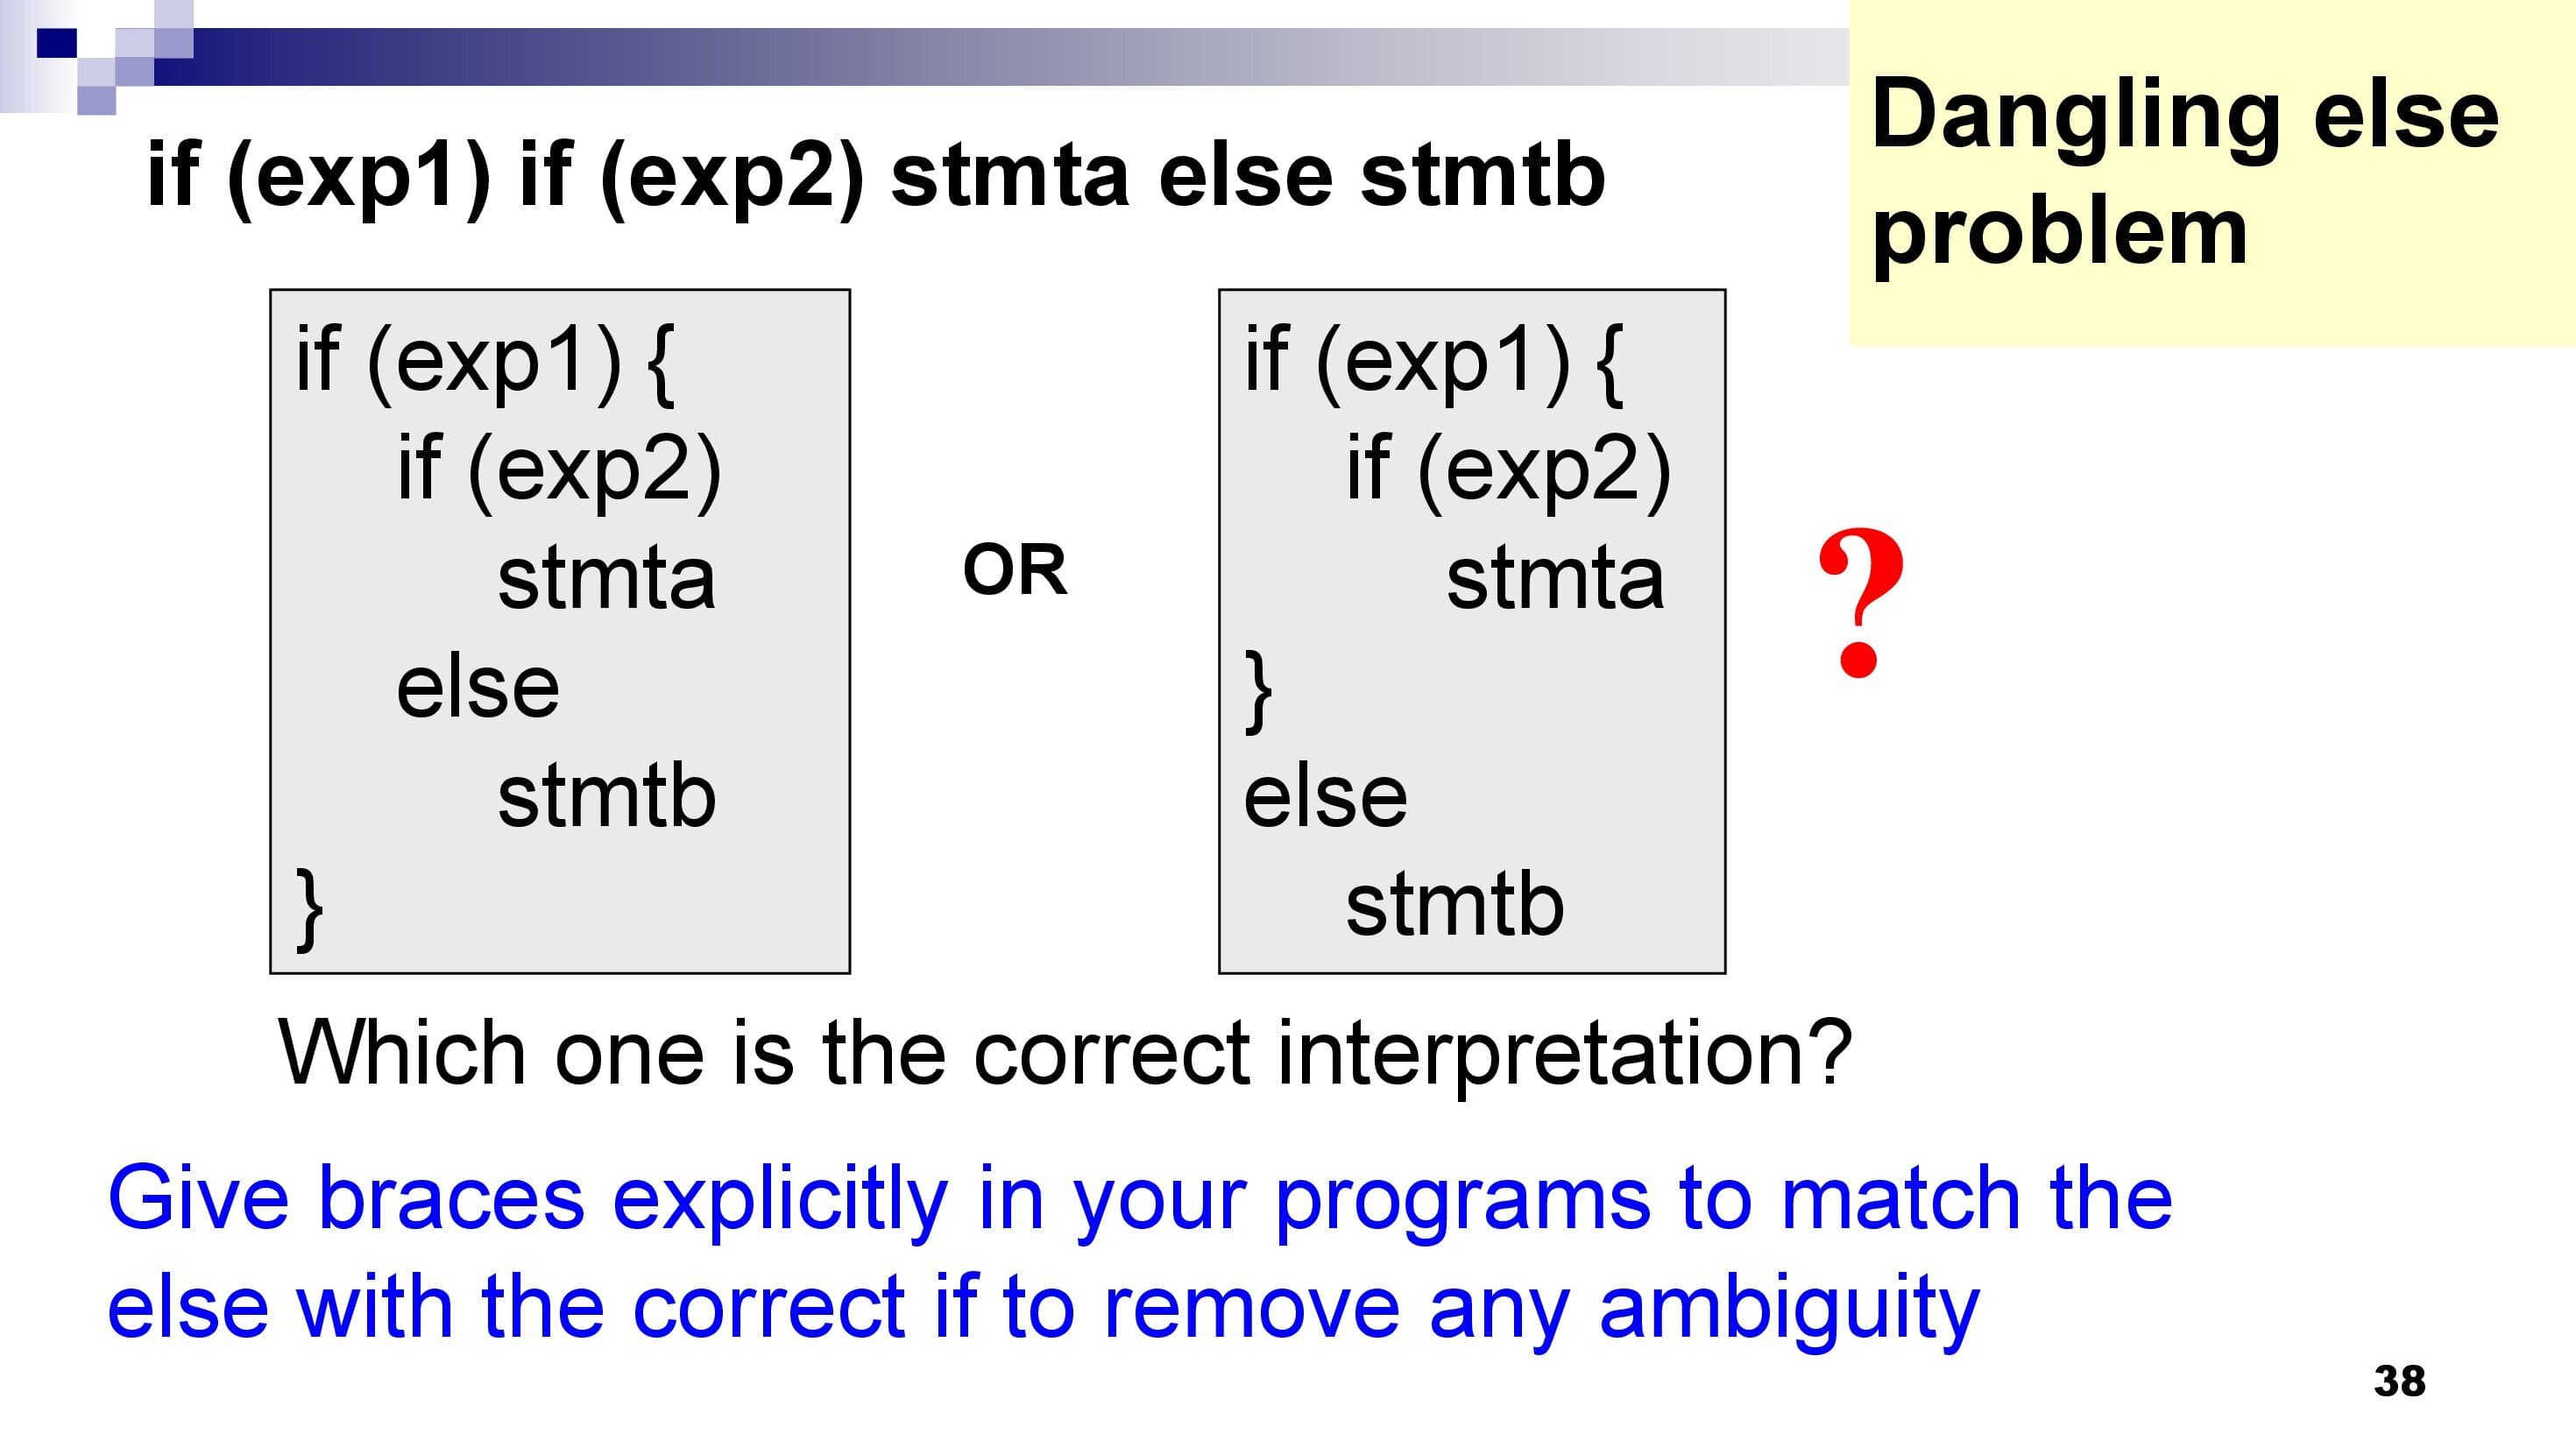 Dangling else
problem
if (exp1) if (exp2) stmta else stmtb
if (exp1) {
if (exp2)
stmta
else
stmtb
}
OR
if (exp1) {
if (exp2)
stmta
}
else
stmtb
?
Which one is the correct interpretation?
Give braces explicitly in your programs to match the
else with the correct if to remove any ambiguity
38